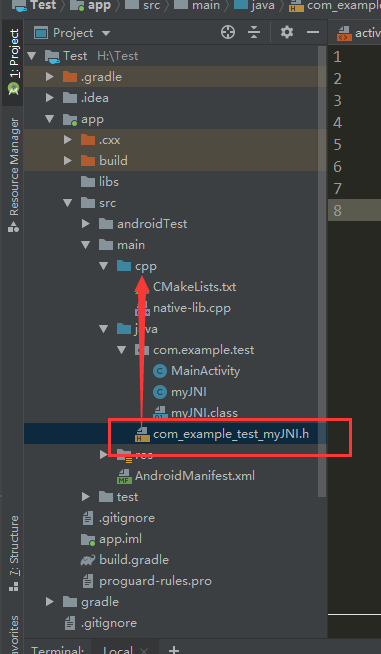 Test app src main java com_exampl
1: Project
Resource Manager
7: Structure
avorites
Project
activ
Test H:\Test
.gradle
.idea
app
.cxx
build
libs
src
androidTest
main
cpp
CMakeLists.txt
native-lib.cpp
java
com.example.test
MainActivity
myJNI
myJNI.class
com_example_test_myJNI.h
res
AndroidManifest.xml
test
.gitignore
app.iml
build.gradle
proguard-rules.pro
gradle
.gitignore
Terminal: Local +
1
2
3
4
5
6
7
8